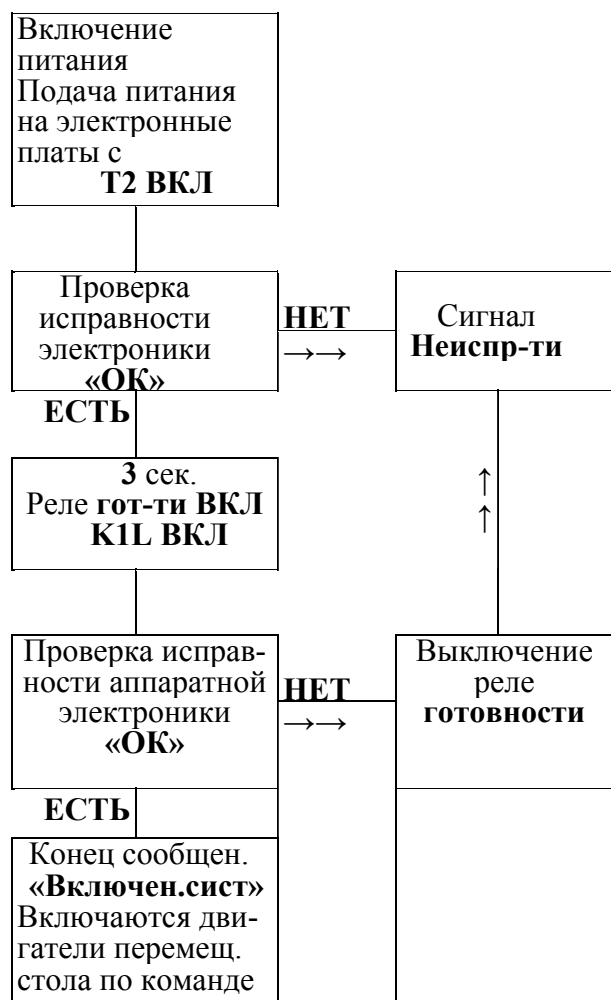 Включение
питания
Подача питания
на электронные
платы с
Т2 ВКЛ
Проверка
исправности
электроники
«ОК»
НЕТ
→→
Сигнал
Неиспр-ти
ЕСТЬ
3 сек.
Реле гот-ти ВКЛ
K1L ВКЛ
↑
↑
Проверка исправ-
ности аппаратной
электроники
«ОК»
НЕТ
→→
Выключение
реле
готовности
ЕСТЬ
Конец сообщен.
«Включен.сист»
Включаются дви-
гатели перемещ.
стола по команде